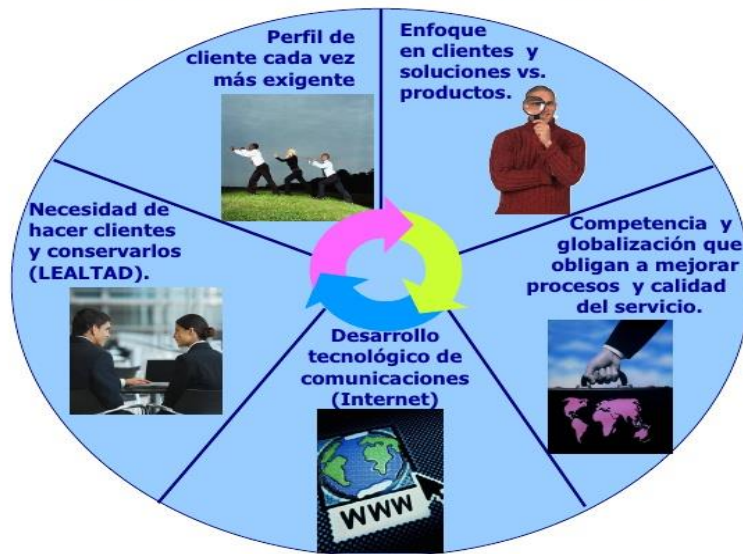 Perfil de
cliente cada vez
más exigente
Enfoque
en clientes y
soluciones vs.
productos.
Necesidad de
hacer clientes
y conservarlos
(LEALTAD).
Competencia y
globalización que
obligan a mejorar
procesos y calidad
del servicio.
Desarrollo
tecnológico de
comunicaciones
(Internet)
WWW